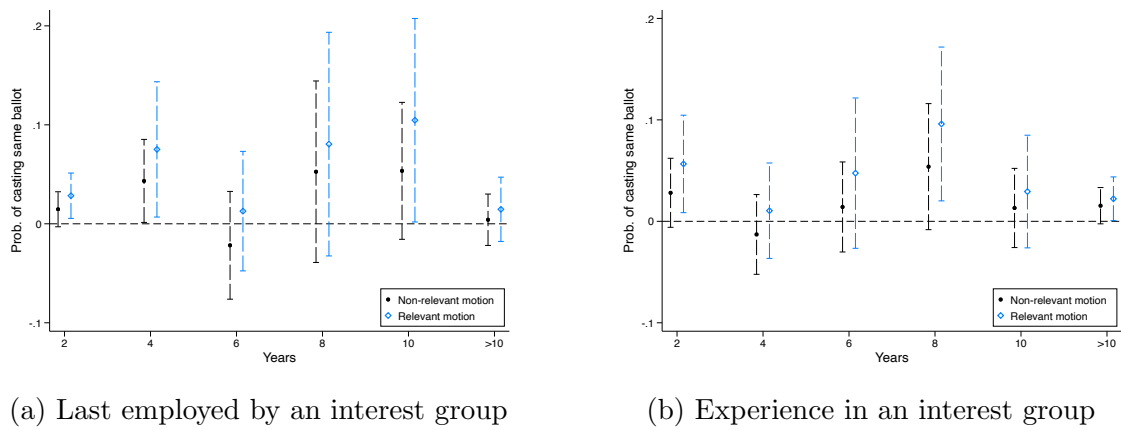 .2
.1
0
-.1
Prob. of casting same ballot
2 4 6 8 10 >10
Years
Non-relevant motion
Relevant motion
(a) Last employed by an interest group
.2
.1
0
-.1
Prob. of casting same ballot
2 4 6 8 10 >10
Years
Non-relevant motion
Relevant motion
(b) Experience in an interest group